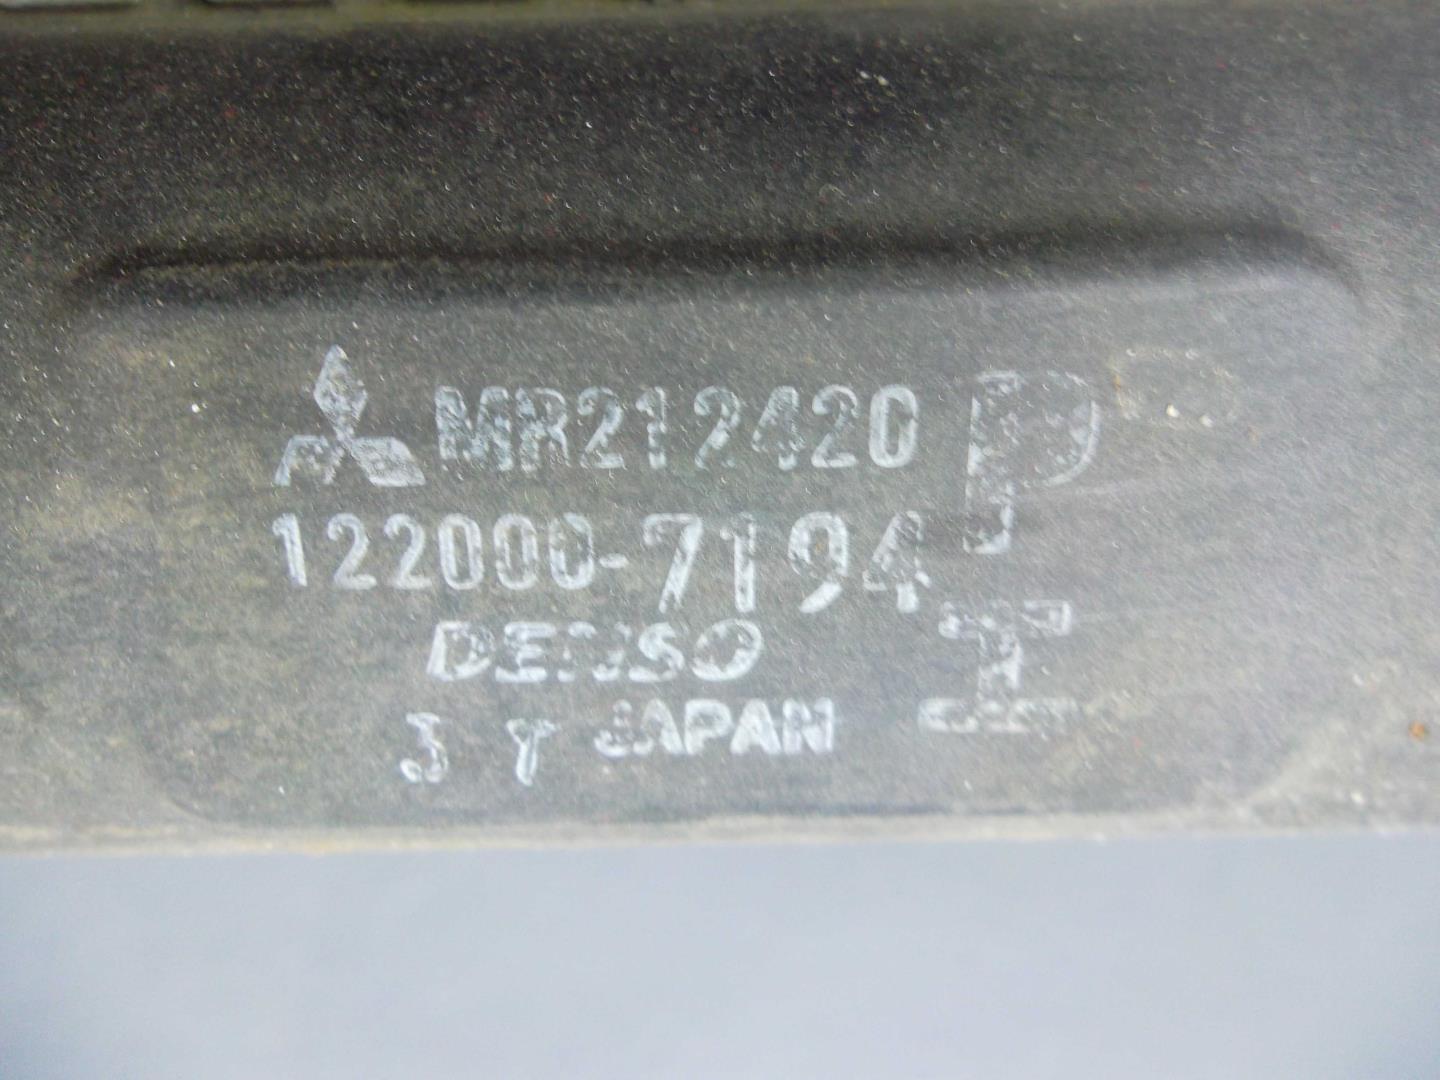 MR212420 P
122000-7194
DENSO I
JAPAN